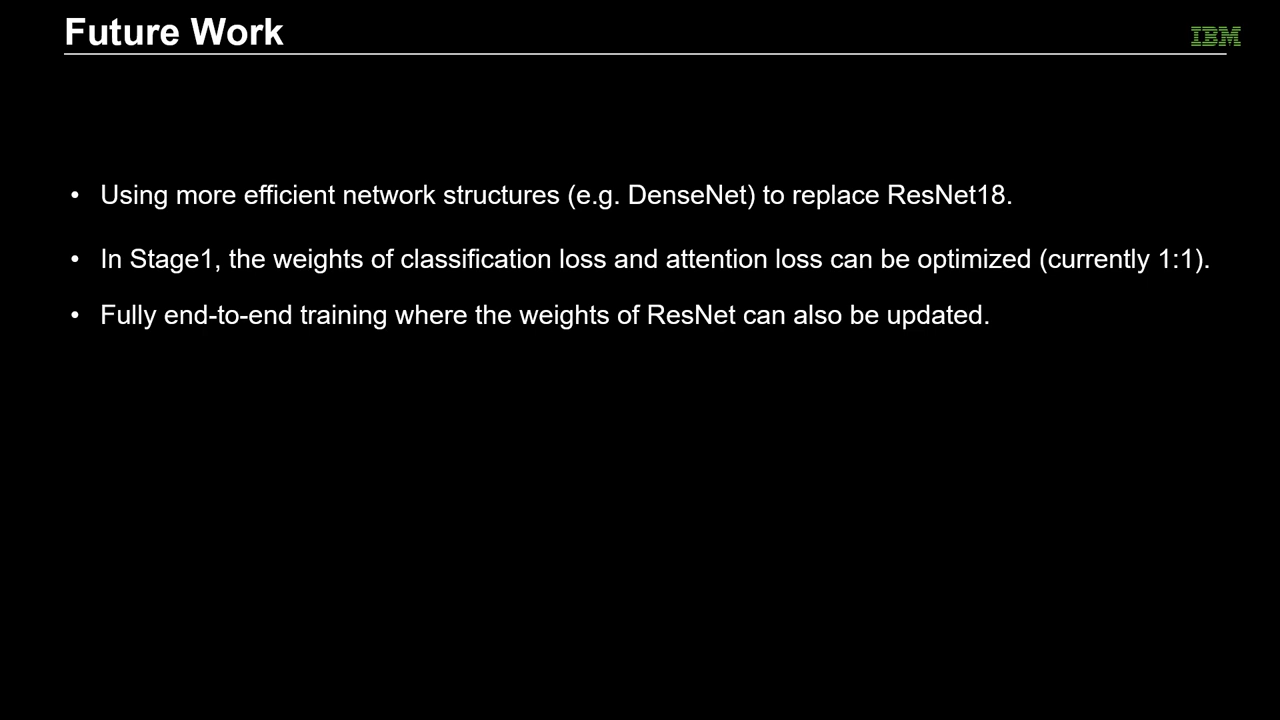 Future Work
IBM
• Using more efficient network structures (e.g. DenseNet) to replace ResNet18.
• In Stage1, the weights of classification loss and attention loss can be optimized (currently 1:1).
• Fully end-to-end training where the weights of ResNet can also be updated.